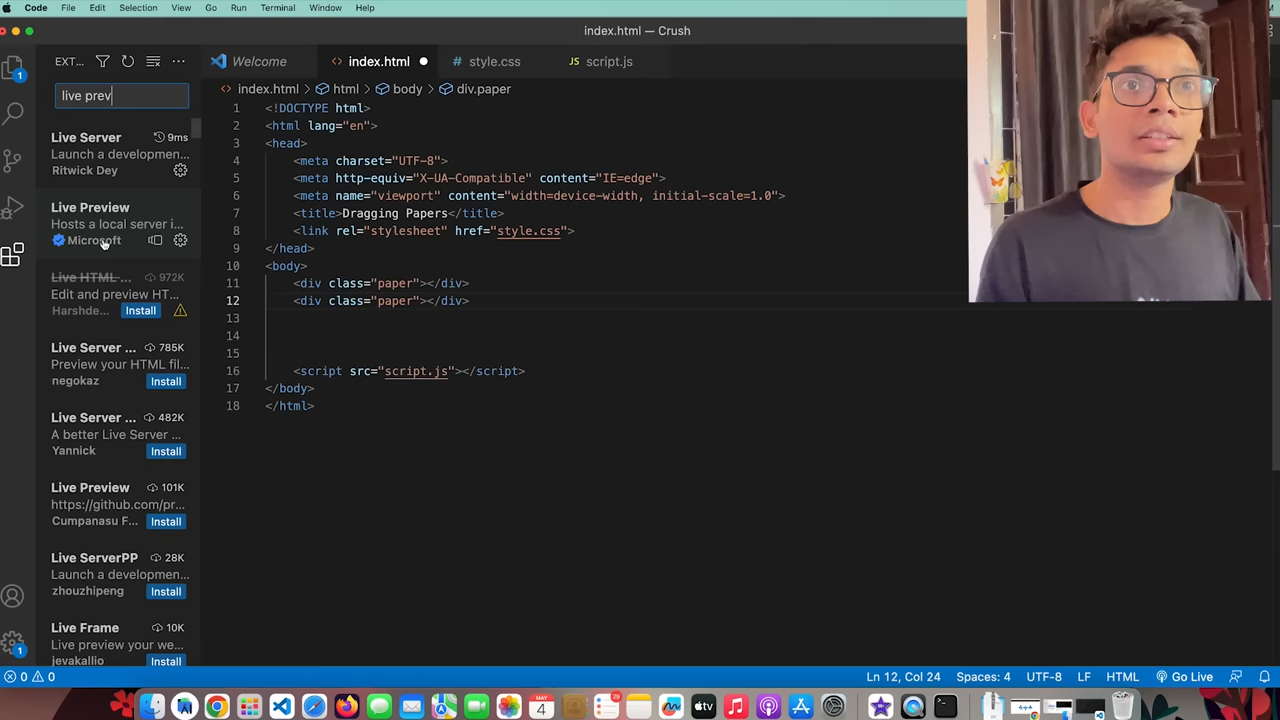 Code File Edit Selection View Go Run Terminal Window Help
index.html — Crush
EXT...
Welcome
index.html
style.css
JS script.js
index.html > html > body > div.paper
live prev
Live Server 9ms
Launch a developmen...
Ritwick Dey
Live Preview
Hosts a local server i...
Microsoft
Live HTML ... 972K
Edit and preview HT...
Harshde... Install
Live Server ... 785K
Preview your HTML fil...
negokaz Install
Live Server ... 482K
A better Live Server ...
Yannick Install
Live Preview 101K
https://github.com/pr...
Cumpanasu F... Install
Live ServerPP 28K
Launch a developmen...
zhouzhipeng Install
Live Frame 10K
Live preview your we...
jevakallio Install
1 <!DOCTYPE html>
2 <html lang="en">
3 <head>
4 <meta charset="UTF-8">
5 <meta http-equiv="X-UA-Compatible" content="IE=edge">
6 <meta name="viewport" content="width=device-width, initial-scale=1.0">
7 <title>Dragging Papers</title>
8 <link rel="stylesheet" href="style.css">
9 </head>
10 <body>
11 <div class="paper"></div>
12 <div class="paper"></div>
13
14
15
16 <script src="script.js"></script>
17 </body>
18 </html>
1
1
0 0 Ln 12, Col 24 Spaces: 4 UTF-8 LF HTML Go Live
MAY
4
tv